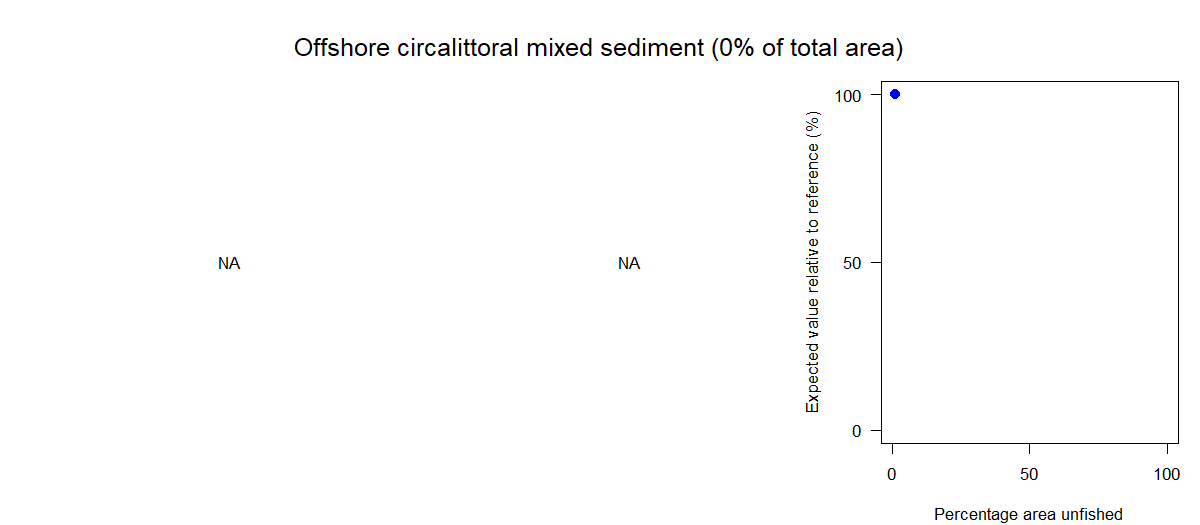 Offshore circalittoral mixed sediment (0% of total area)
NA
NA
Expected value relative to reference (%)
100
50
0
0
50
100
Percentage area unfished